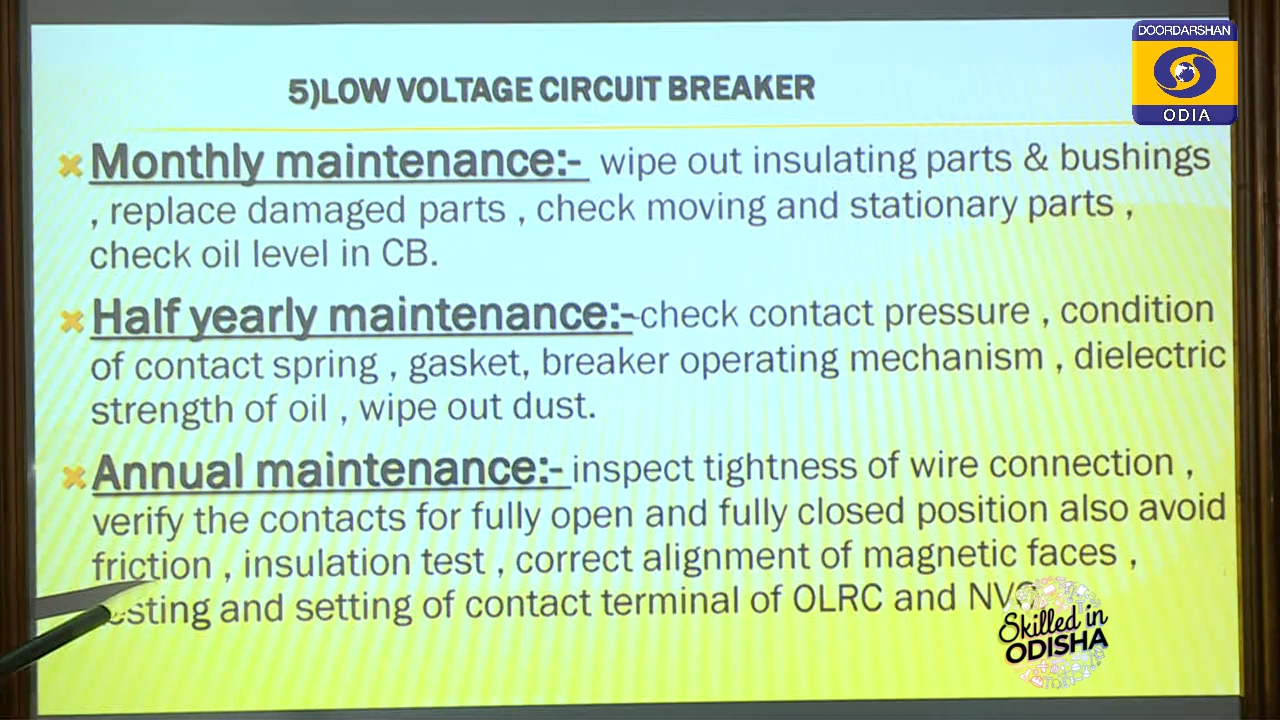 DOORDARSHAN
ODIA
5)LOW VOLTAGE CIRCUIT BREAKER
Monthly maintenance:- wipe out insulating parts & bushings
, replace damaged parts , check moving and stationary parts ,
check oil level in CB.
Half yearly maintenance:-check contact pressure , condition
of contact spring , gasket, breaker operating mechanism , dielectric
strength of oil , wipe out dust.
Annual maintenance:- inspect tightness of wire connection ,
verify the contacts for fully open and fully closed position also avoid
friction , insulation test , correct alignment of magnetic faces ,
and setting of contact terminal of OLRC and
Skilled in
ODISHA